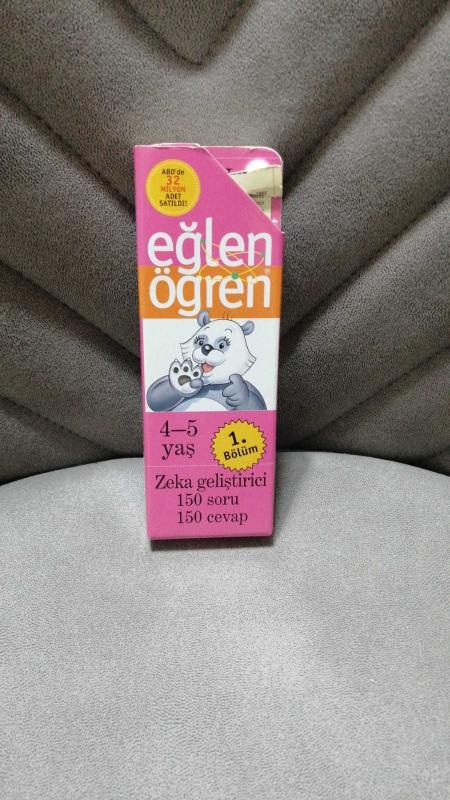 ABD'de
32
MİLYON
ADET
SATILDI!
eğlen
öğren
4–5
yaş
1.
Bölüm
Zeka geliştirici
150 soru
150 cevap